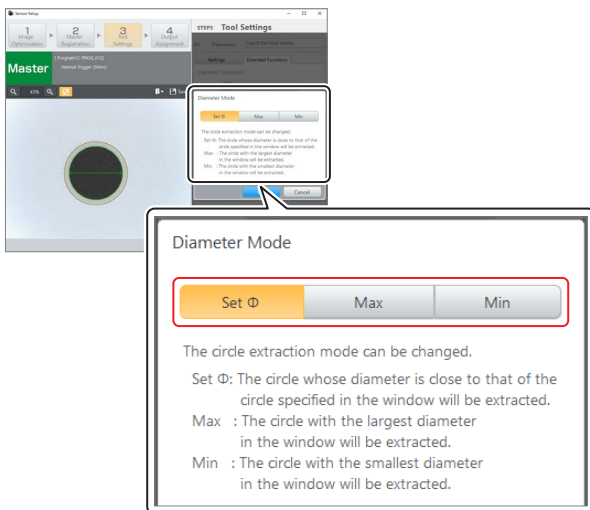 Sensor Setup
1
Image
Optimization
2
Master
Registration
3
Tool
Settings
4
Output
Assignment
STEP3 Tool Settings
Diameter
Input the tool name
Settings
Extended Functions
Master
Internal Trigger (50ms)
Diameter Mode
Set Φ
Max
Min
The circle extraction mode can be changed.
Set Φ: The circle whose diameter is close to that of the
circle specified in the window will be extracted.
Max : The circle with the largest diameter
in the window will be extracted.
Min : The circle with the smallest diameter
in the window will be extracted.
Cancel
Diameter Mode
Set Φ
Max
Min
The circle extraction mode can be changed.
Set Φ: The circle whose diameter is close to that of the
circle specified in the window will be extracted.
Max : The circle with the largest diameter
in the window will be extracted.
Min : The circle with the smallest diameter
in the window will be extracted.